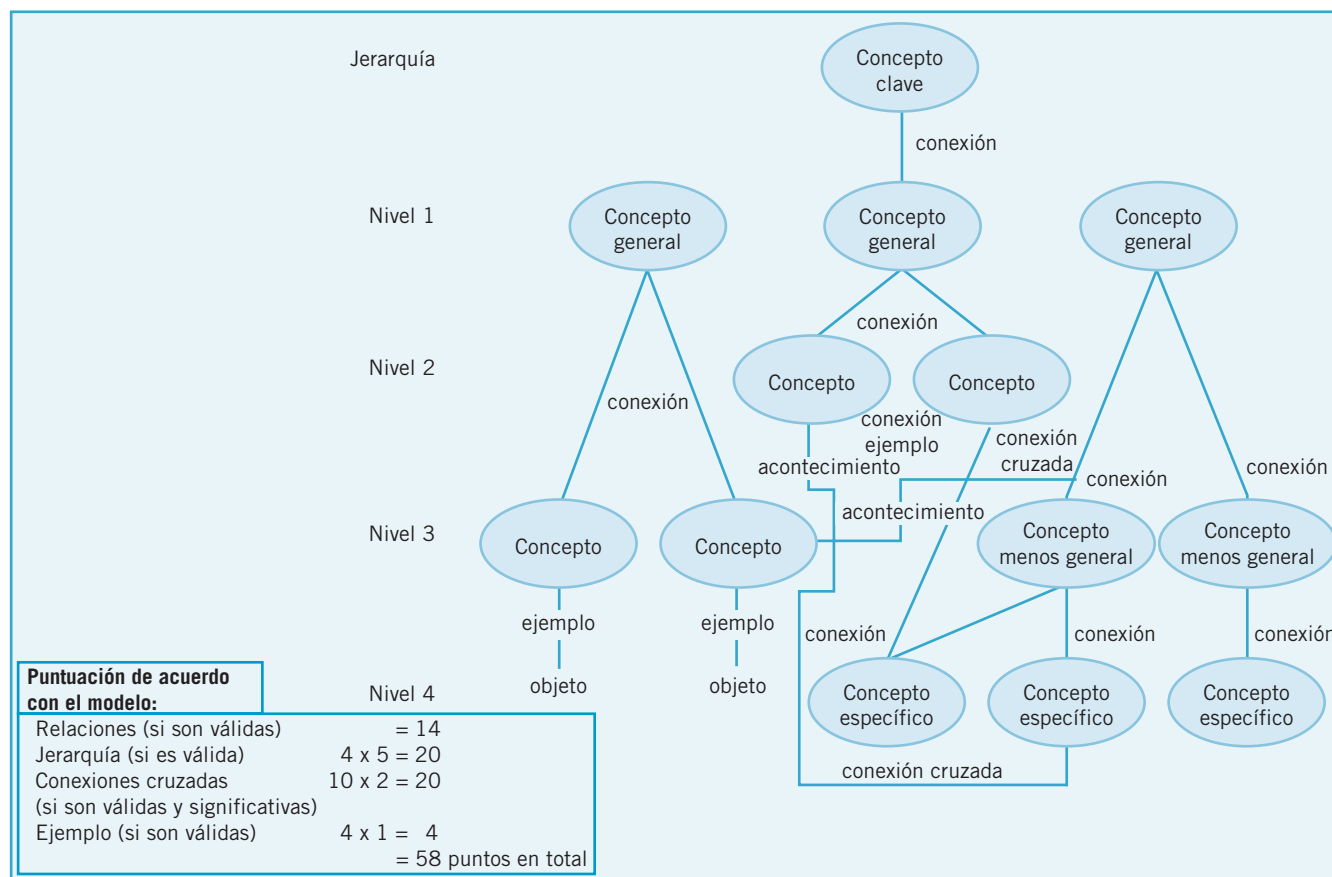 Jerarquía
Concepto
clave
conexión
Nivel 1
Concepto
general
Concepto
general
Concepto
general
conexión
Nivel 2
Concepto
Concepto
conexión
conexión
ejemplo
conexión
cruzada
acontecimiento
conexión
conexión
acontecimiento
Nivel 3
Concepto
Concepto
Concepto
menos general
Concepto
menos general
ejemplo
ejemplo
conexión
conexión
conexión
objeto
objeto
Nivel 4
Concepto
específico
Concepto
específico
Concepto
específico
conexión cruzada
Puntuación de acuerdo
con el modelo:
Relaciones (si son válidas) = 14
Jerarquía (si es válida) 4 x 5 = 20
Conexiones cruzadas 10 x 2 = 20
(si son válidas y significativas)
Ejemplo (si son válidas) 4 x 1 = 4
= 58 puntos en total